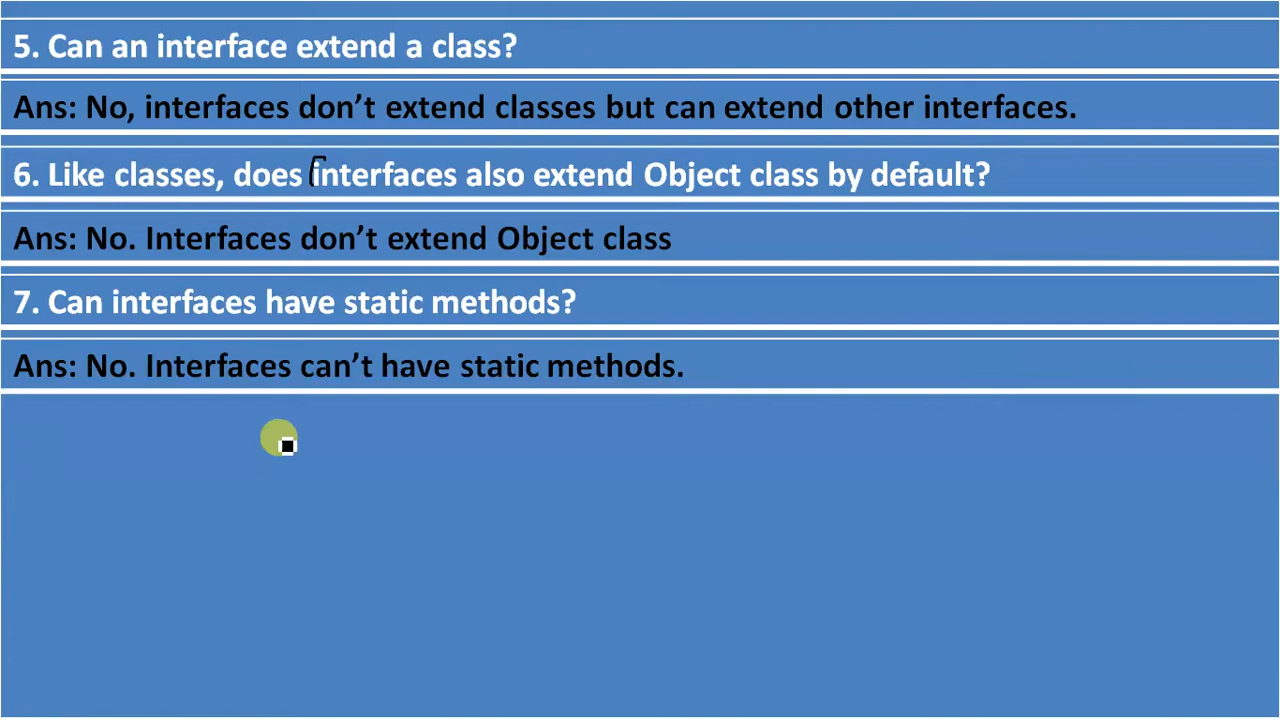 5. Can an interface extend a class?
Ans: No, interfaces don’t extend classes but can extend other interfaces.
6. Like classes, does interfaces also extend Object class by default?
Ans: No. Interfaces don’t extend Object class
7. Can interfaces have static methods?
Ans: No. Interfaces can’t have static methods.